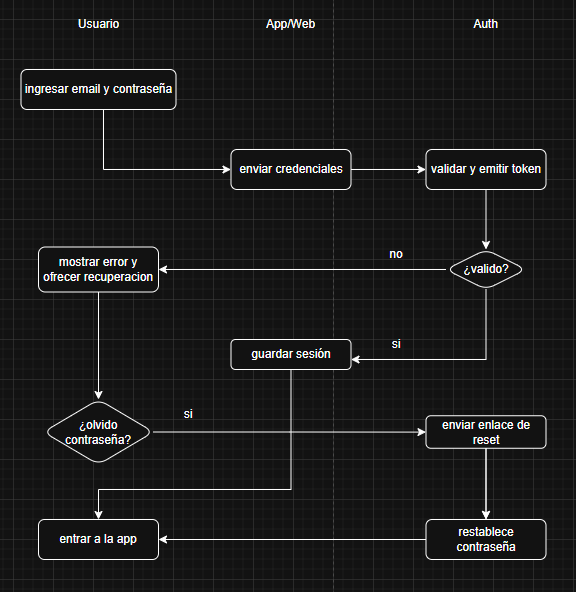 Usuario
App/Web
Auth
ingresar email y contraseña
enviar credenciales
validar y emitir token
mostrar error y
ofrecer recuperacion
no
¿valido?
guardar sesión
si
¿olvido
contraseña?
si
enviar enlace de
reset
entrar a la app
restablece
contraseña